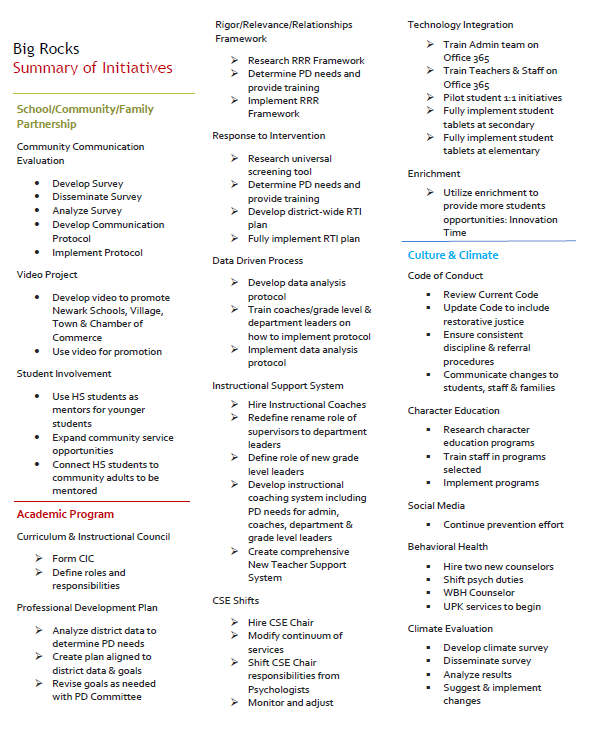 Big Rocks
Summary of Initiatives
School/Community/Family
Partnership
Community Communication
Evaluation
• Develop Survey
• Disseminate Survey
• Analyze Survey
• Develop Communication
Protocol
• Implement Protocol
Video Project
• Develop video to promote
Newark Schools, Village,
Town & Chamber of
Commerce
• Use video for promotion
Student Involvement
• Use HS students as
mentors for younger
students
• Expand community service
opportunities
• Connect HS students to
community adults to be
mentored
Academic Program
Curriculum & Instructional Council
➢ Form CIC
➢ Define roles and
responsibilities
Professional Development Plan
➢ Analyze district data to
determine PD needs
➢ Create plan aligned to
district data & goals
➢ Revise goals as needed
with PD Committee
Rigor/Relevance/Relationships
Framework
➢ Research RRR Framework
➢ Determine PD needs and
provide training
➢ Implement RRR
Framework
Response to Intervention
➢ Research universal
screening tool
➢ Determine PD needs and
provide training
➢ Develop district-wide RTI
plan
➢ Fully implement RTI plan
Data Driven Process
➢ Develop data analysis
protocol
➢ Train coaches/grade level &
department leaders on
how to implement protocol
➢ Implement data analysis
protocol
Instructional Support System
➢ Hire Instructional Coaches
➢ Redefine rename role of
supervisors to department
leaders
➢ Define role of new grade
level leaders
➢ Develop instructional
coaching system including
PD needs for admin,
coaches, department &
grade level leaders
➢ Create comprehensive
New Teacher Support
System
CSE Shifts
➢ Hire CSE Chair
➢ Modify continuum of
services
➢ Shift CSE Chair
responsibilities from
Psychologists
➢ Monitor and adjust
Technology Integration
➢ Train Admin team on
Office 365
➢ Train Teachers & Staff on
Office 365
➢ Pilot student 1:1 initiatives
➢ Fully implement student
tablets at secondary
➢ Fully implement student
tablets at elementary
Enrichment
➢ Utilize enrichment to
provide more students
opportunities: Innovation
Time
Culture & Climate
Code of Conduct
▪ Review Current Code
▪ Update Code to include
restorative justice
▪ Ensure consistent
discipline & referral
procedures
▪ Communicate changes to
students, staff & families
Character Education
▪ Research character
education programs
▪ Train staff in programs
selected
▪ Implement programs
Social Media
▪ Continue prevention effort
Behavioral Health
▪ Hire two new counselors
▪ Shift psych duties
▪ WBH Counselor
▪ UPK services to begin
Climate Evaluation
▪ Develop climate survey
▪ Disseminate survey
▪ Analyze results
▪ Suggest & implement
changes